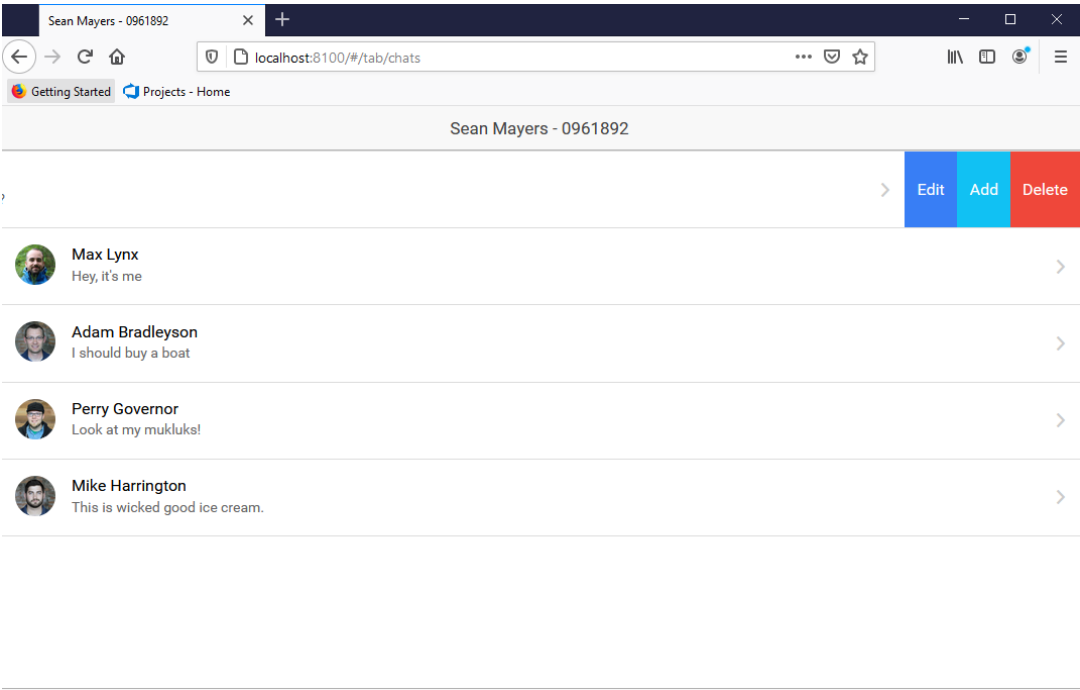 Sean Mayers - 0961892
localhost:8100/#/tab/chats
Getting Started Projects - Home
Sean Mayers - 0961892
Edit Add Delete
Max Lynx
Hey, it's me
Adam Bradleyson
I should buy a boat
Perry Governor
Look at my mukluks!
Mike Harrington
This is wicked good ice cream.